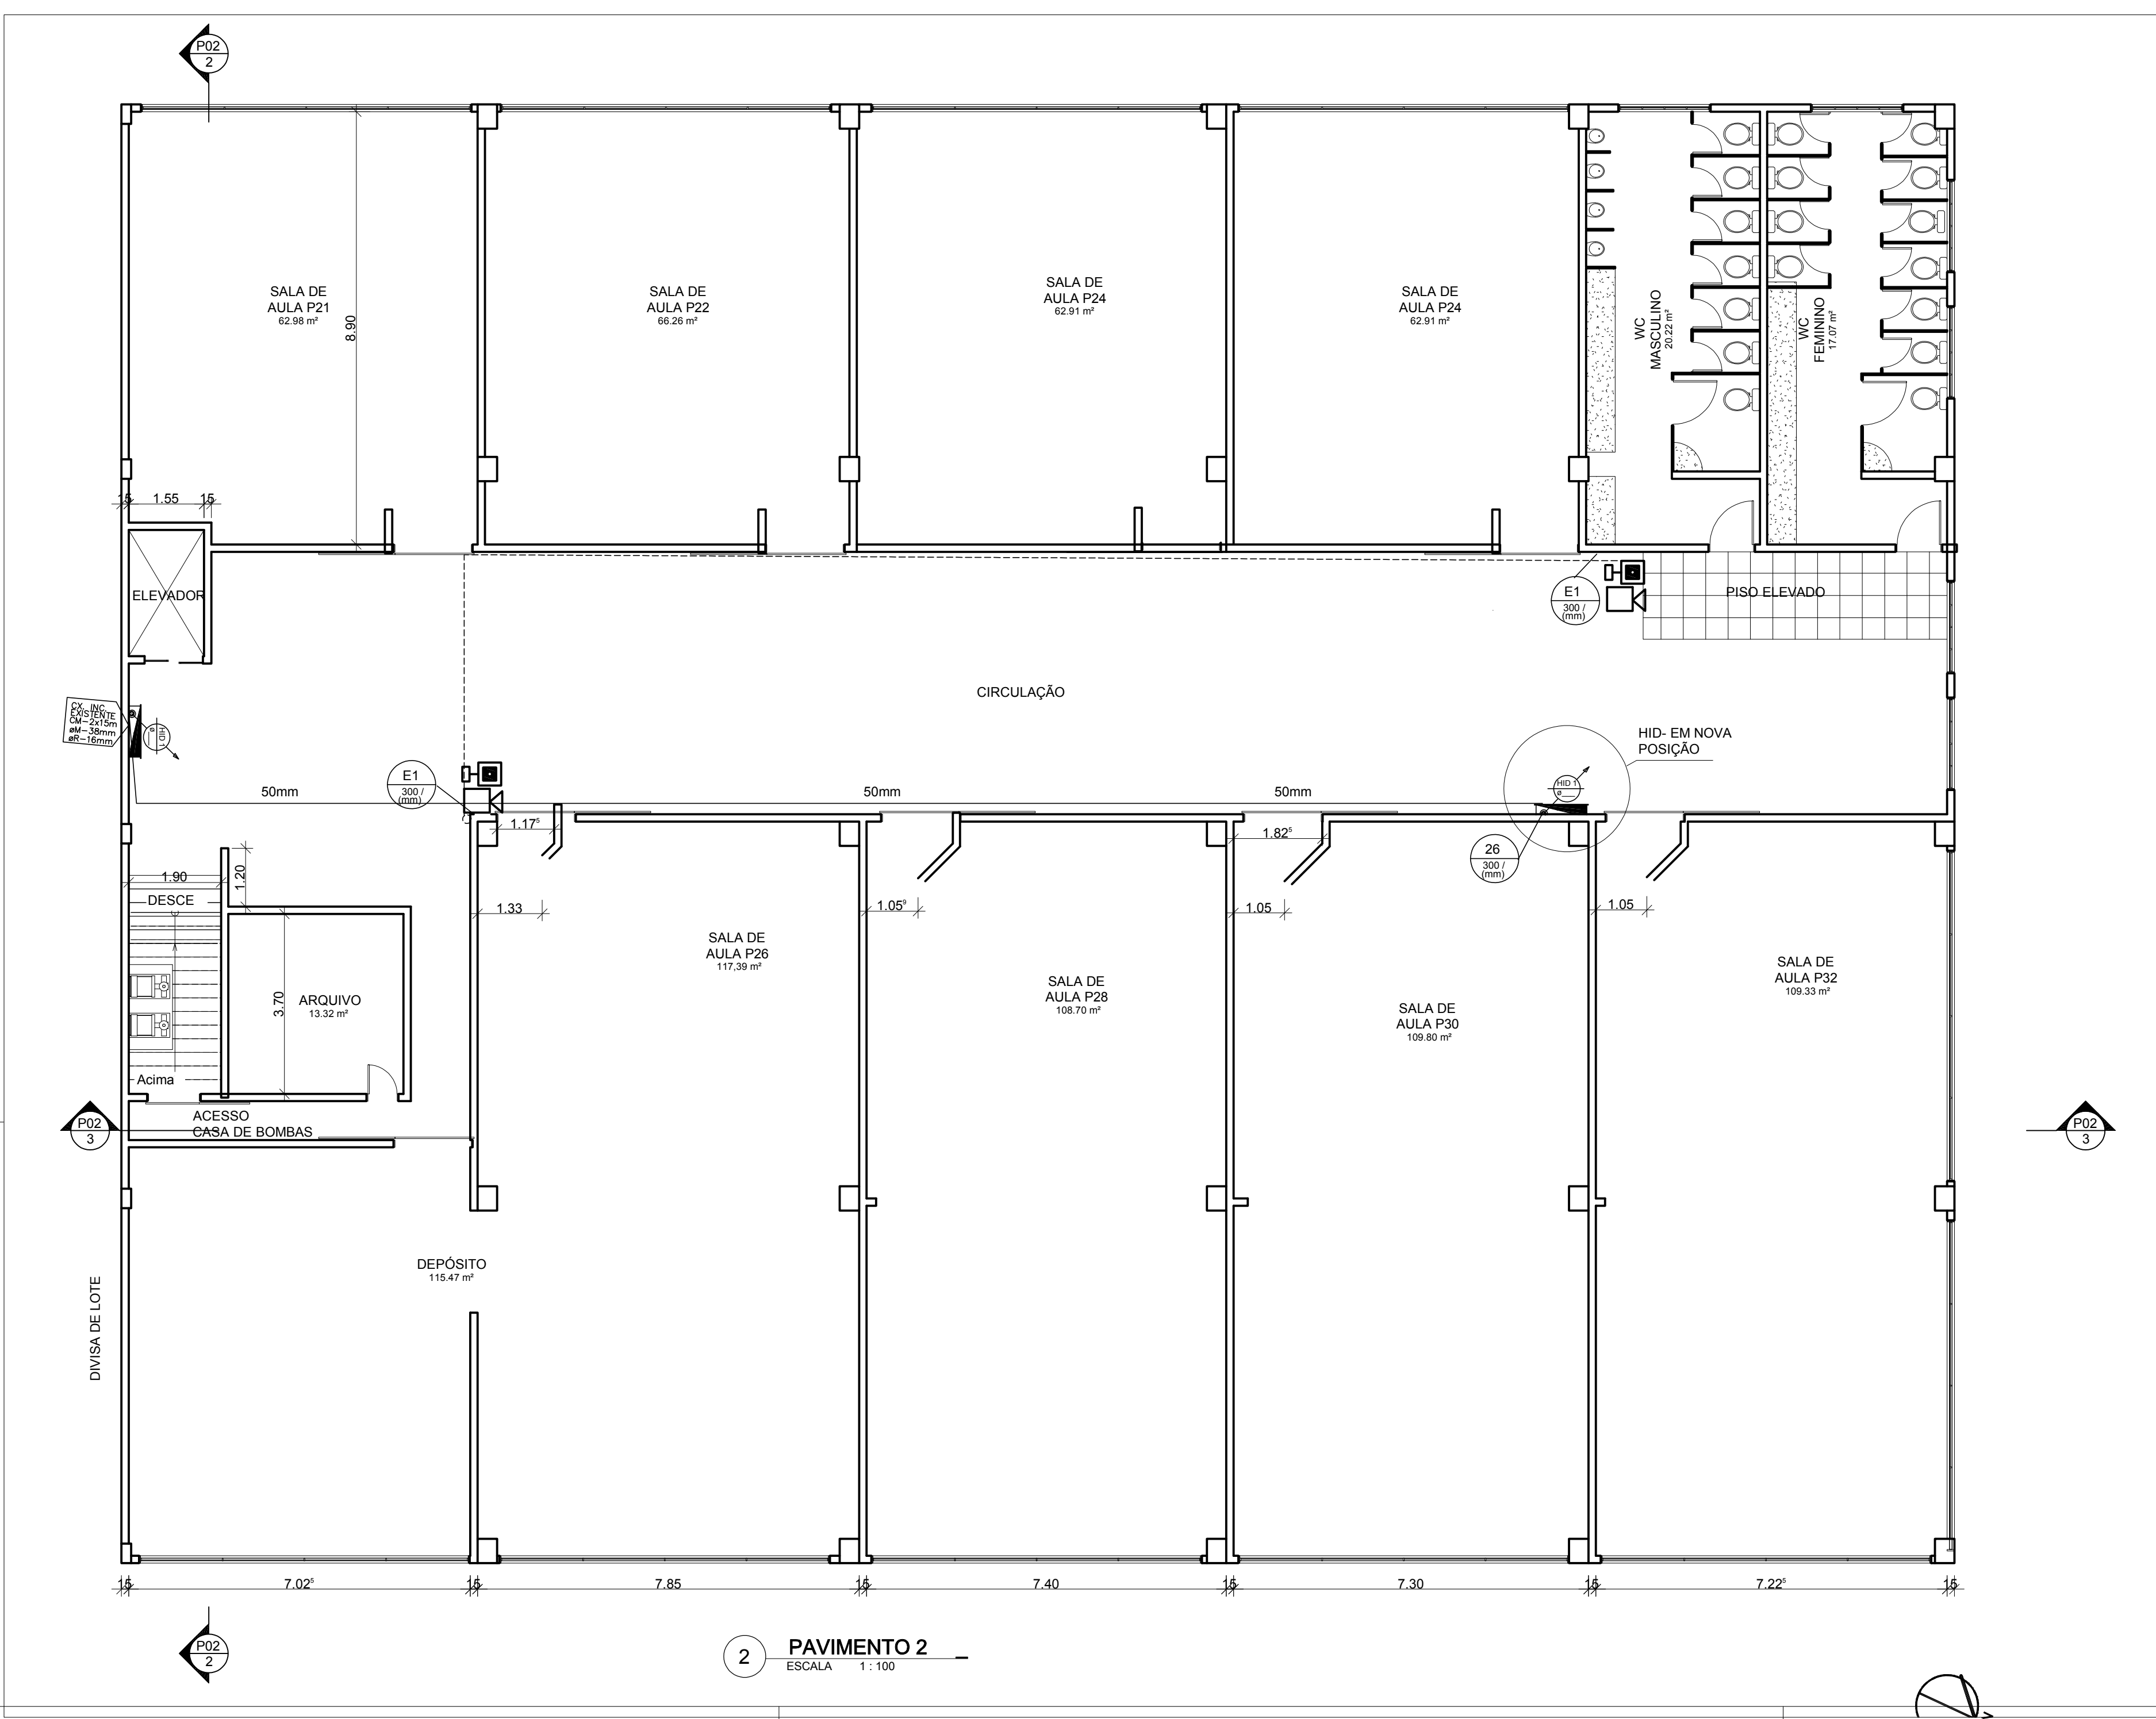 P02
2
SALA DE
AULA P21
62.98 m²
8.90
SALA DE
AULA P22
66.26 m²
SALA DE
AULA P24
62.91 m²
SALA DE
AULA P24
62.91 m²
WC
MASCULINO
20.22 m²
WC
FEMININO
17.07 m²
15
1.55
15
ELEVADOR
E1
300 /
(mm)
PISO ELEVADO
CIRCULAÇÃO
CX. INC.
EXISTENTE
CM-2x15m
øM-38mm
øR-16mm
HID 1
ø
HID- EM NOVA
POSIÇÃO
HID 1
ø
E1
300 /
(mm)
50mm
50mm
50mm
1.17⁵
1.82⁵
26
300 /
(mm)
1.90
1.20
DESCE
1.33
1.05⁹
1.05
1.05
SALA DE
AULA P26
117,39 m²
SALA DE
AULA P28
108.70 m²
SALA DE
AULA P30
109.80 m²
SALA DE
AULA P32
109.33 m²
3.70
ARQUIVO
13.32 m²
Acima
ACESSO
CASA DE BOMBAS
P02
3
P02
3
DEPÓSITO
115.47 m²
DIVISA DE LOTE
15
7.02⁵
15
7.85
15
7.40
15
7.30
15
7.22⁵
15
P02
2
2
PAVIMENTO 2
ESCALA 1 : 100